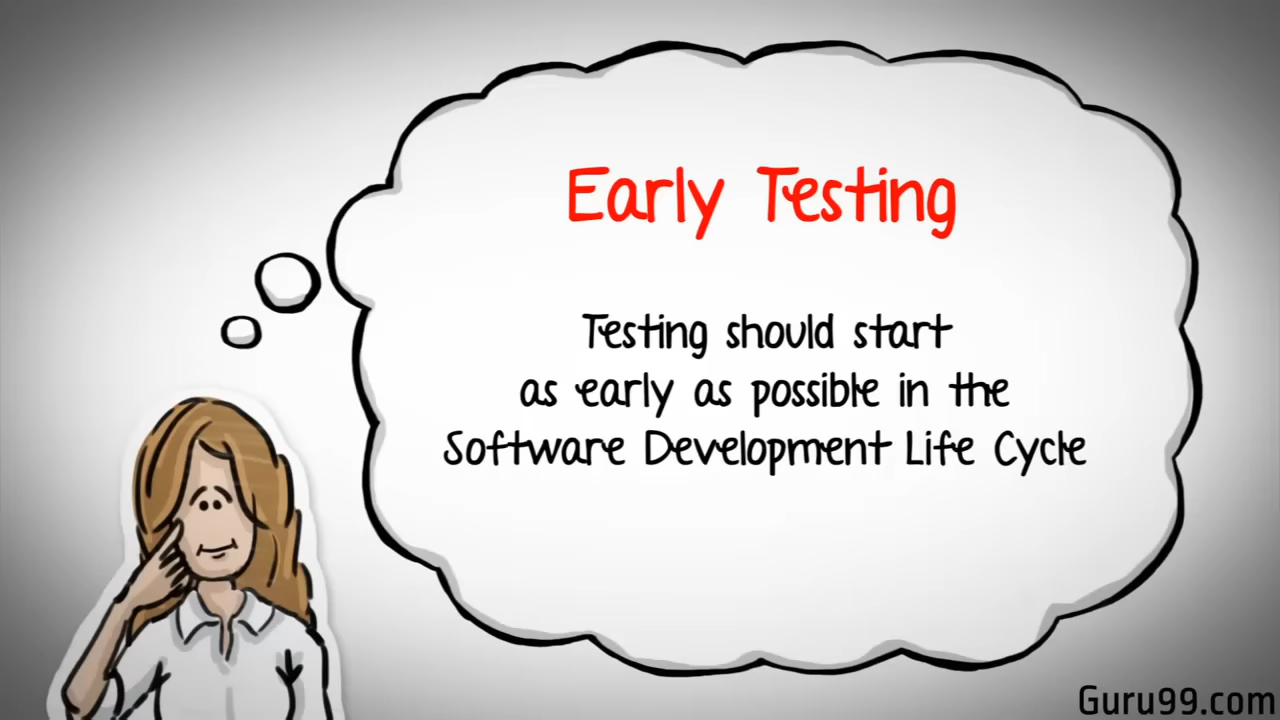 Early Testing
Testing should start
as early as possible in the
Software Development Life Cycle
Guru99.com